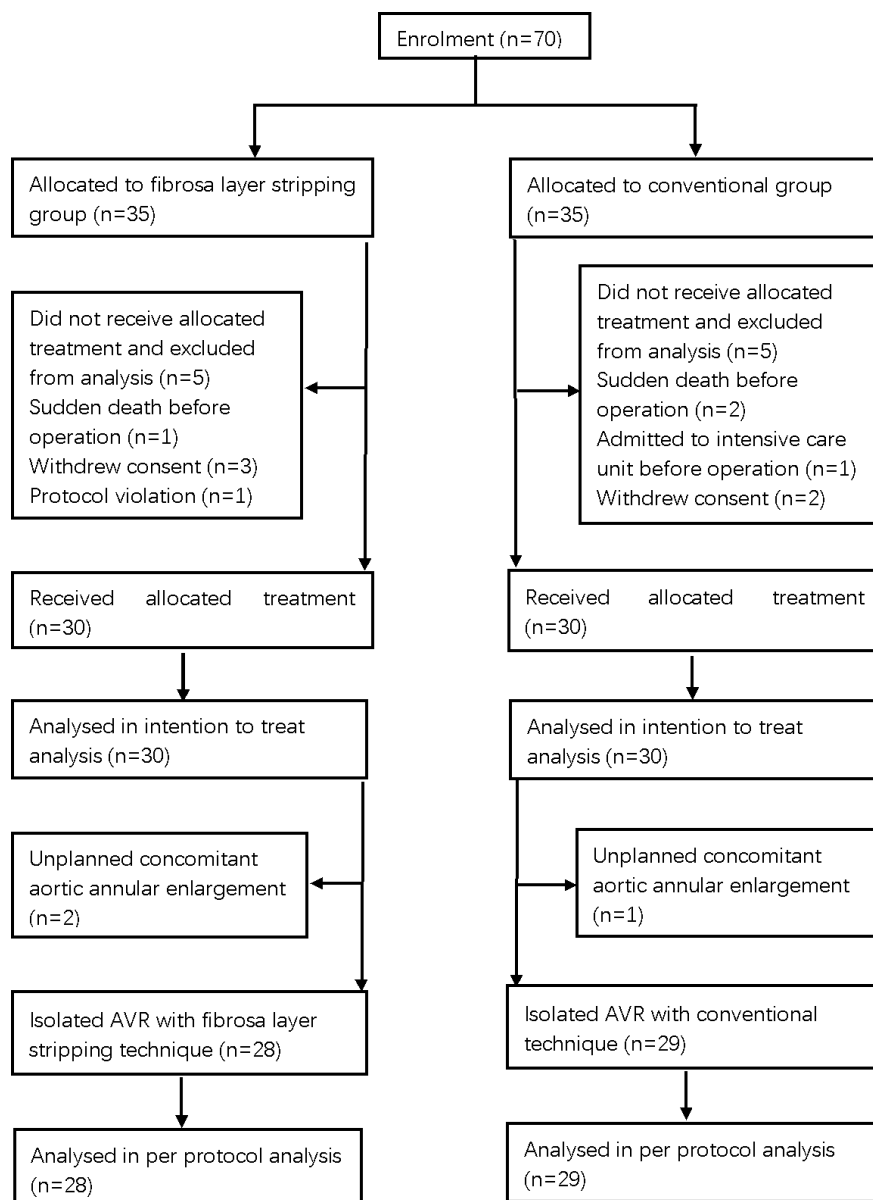 Enrolment (n=70)
Allocated to fibrosa layer stripping
group (n=35)
Allocated to conventional group
(n=35)
Did not receive allocated
treatment and excluded
from analysis (n=5)
Sudden death before
operation (n=1)
Withdrew consent (n=3)
Protocol violation (n=1)
Did not receive allocated
treatment and excluded
from analysis (n=5)
Sudden death before
operation (n=2)
Admitted to intensive care
unit before operation (n=1)
Withdrew consent (n=2)
Received allocated treatment
(n=30)
Received allocated treatment
(n=30)
Analysed in intention to treat
analysis (n=30)
Analysed in intention to treat
analysis (n=30)
Unplanned concomitant
aortic annular enlargement
(n=2)
Unplanned concomitant
aortic annular enlargement
(n=1)
Isolated AVR with fibrosa layer
stripping technique (n=28)
Isolated AVR with conventional
technique (n=29)
Analysed in per protocol analysis
(n=28)
Analysed in per protocol analysis
(n=29)